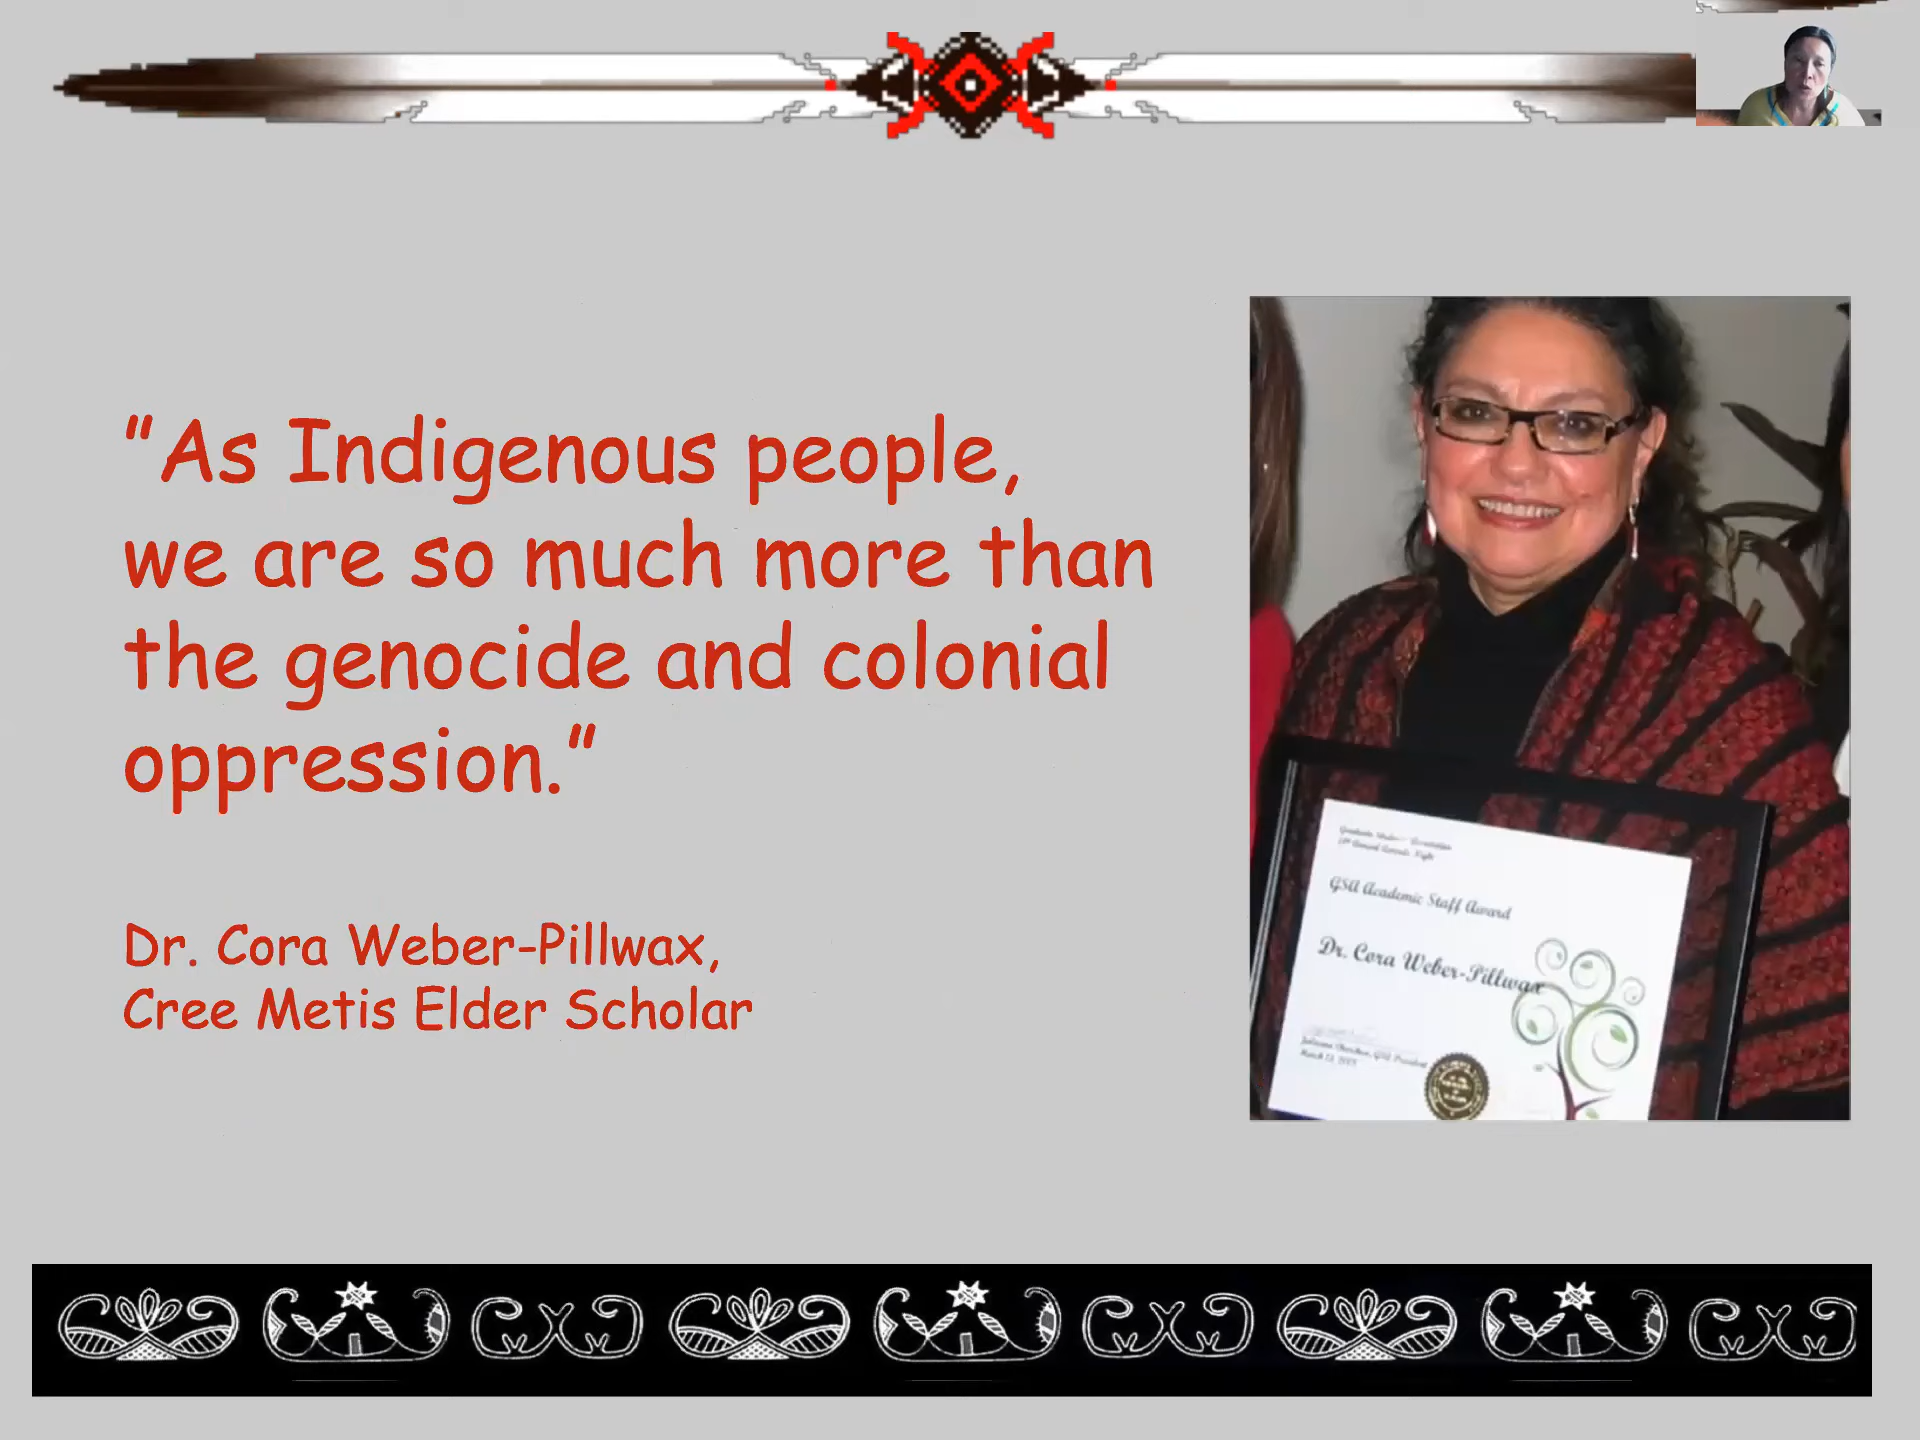 "As Indigenous people,
we are so much more than
the genocide and colonial
oppression."
Dr. Cora Weber-Pillwax,
Cree Metis Elder Scholar
GSA Academic Staff Award
Dr. Cora Weber-Pillwax